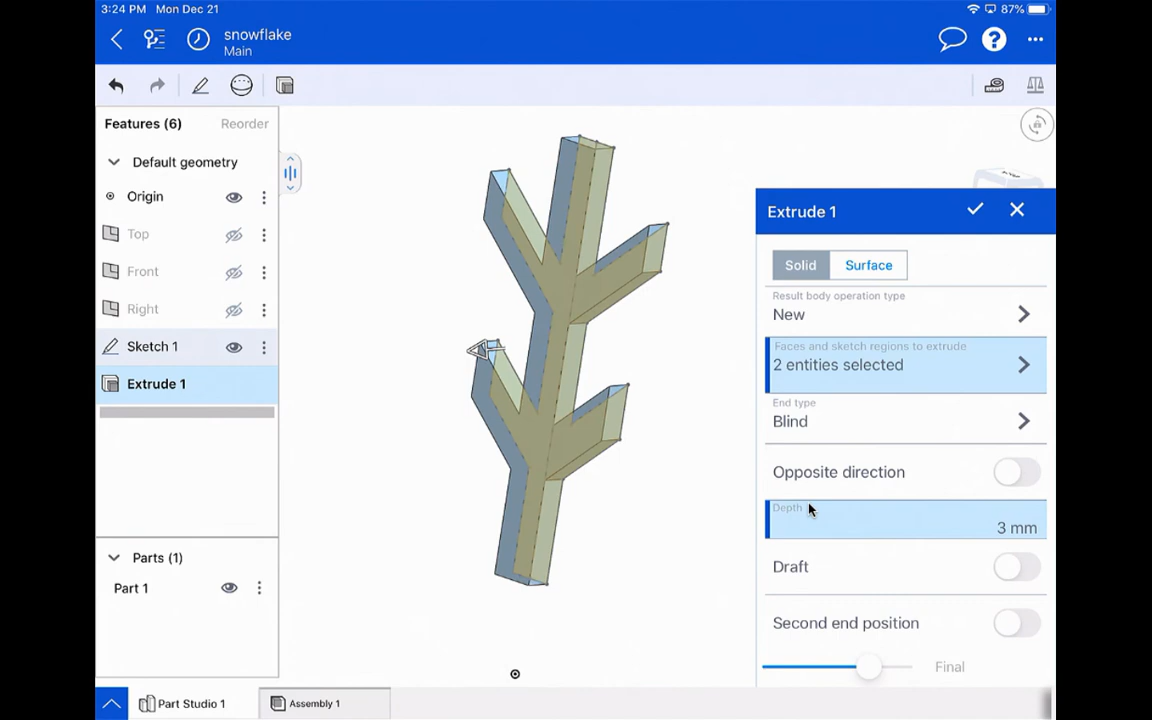 3:24 PM Mon Dec 21
87%
snowflake
Main
Features (6)
Reorder
Default geometry
Origin
Top
Front
Right
Sketch 1
Extrude 1
Parts (1)
Part 1
Extrude 1
Solid
Surface
Result body operation type
New
Faces and sketch regions to extrude
2 entities selected
End type
Blind
Opposite direction
Depth
3 mm
Draft
Second end position
Final
Part Studio 1
Assembly 1